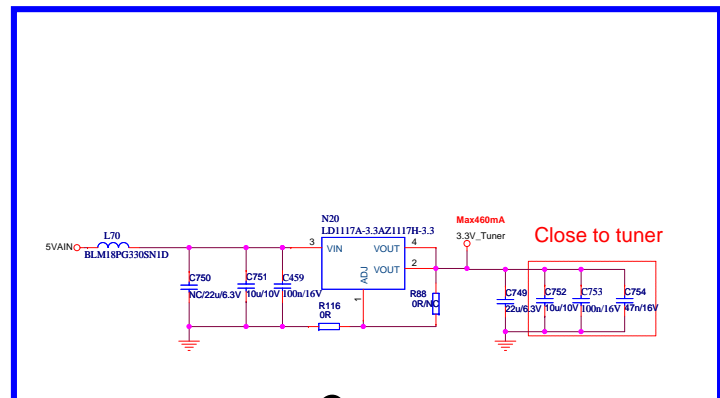 N20
LD1117A-3.3AZ1117H-3.3
Max460mA
3.3V_Tuner
Close to tuner
L70
5VAIN
BLM18PG330SN1D
3
VIN
VOUT
4
VOUT
2
ADJ
1
C750
NC/22u/6.3V
C751
10u/10V
C459
100n/16V
R116
0R
R88
0R/NC
C749
22u/6.3V
C752
10u/10V
C753
100n/16V
C754
47n/16V